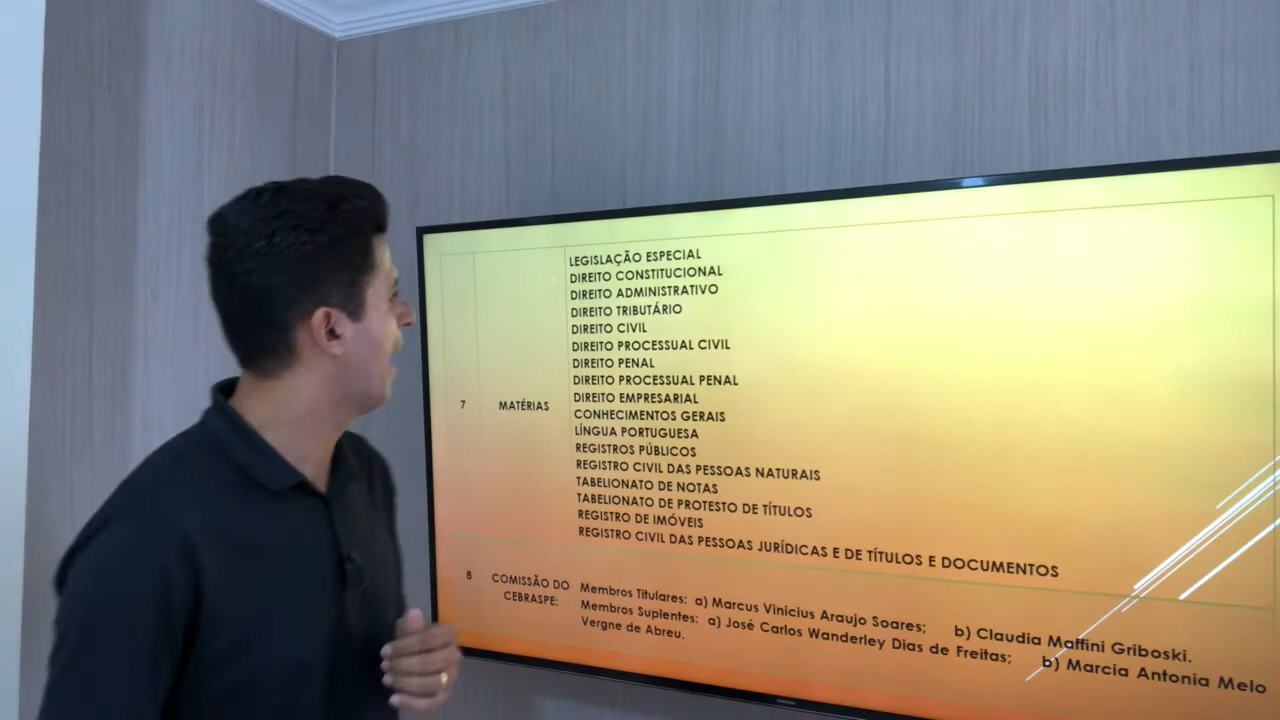 LEGISLAÇÃO ESPECIAL
DIREITO CONSTITUCIONAL
DIREITO ADMINISTRATIVO
DIREITO TRIBUTÁRIO
DIREITO CIVIL
DIREITO PROCESSUAL CIVIL
DIREITO PENAL
DIREITO PROCESSUAL PENAL
DIREITO EMPRESARIAL
7 MATÉRIAS
CONHECIMENTOS GERAIS
LÍNGUA PORTUGUESA
REGISTROS PÚBLICOS
REGISTRO CIVIL DAS PESSOAS NATURAIS
TABELIONATO DE NOTAS
TABELIONATO DE PROTESTO DE TÍTULOS
REGISTRO DE IMÓVEIS
REGISTRO CIVIL DAS PESSOAS JURÍDICAS E DE TÍTULOS E DOCUMENTOS
8 COMISSÃO DO
CEBRASPE:
Membros Titulares: a) Marcus Vinicius Araujo Soares; b) Claudia Maffini Griboski.
Membros Suplentes: a) José Carlos Wanderley Dias de Freitas; b) Marcia Antonia Melo
Vergne de Abreu.